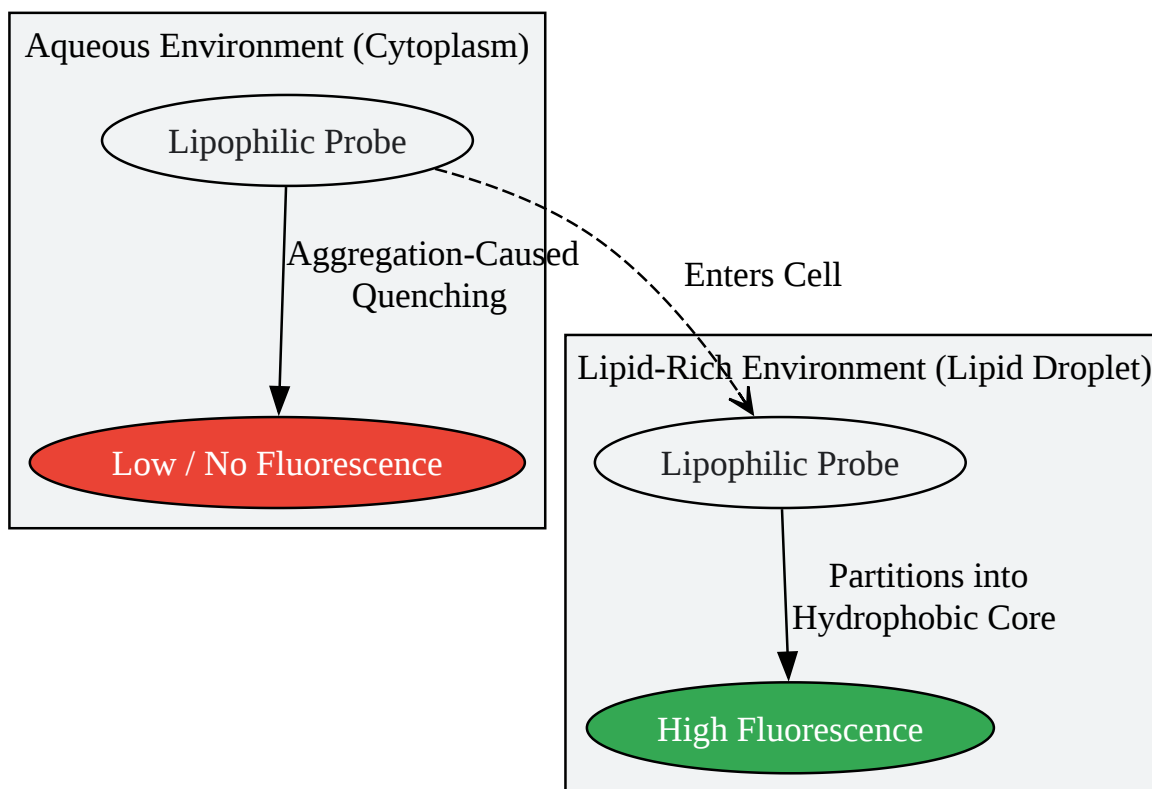 Aqueous Environment (Cytoplasm)
Lipophilic Probe
Aggregation-Caused
Quenching
Low / No Fluorescence
Enters Cell
Lipid-Rich Environment (Lipid Droplet)
Lipophilic Probe
Partitions into
Hydrophobic Core
High Fluorescence